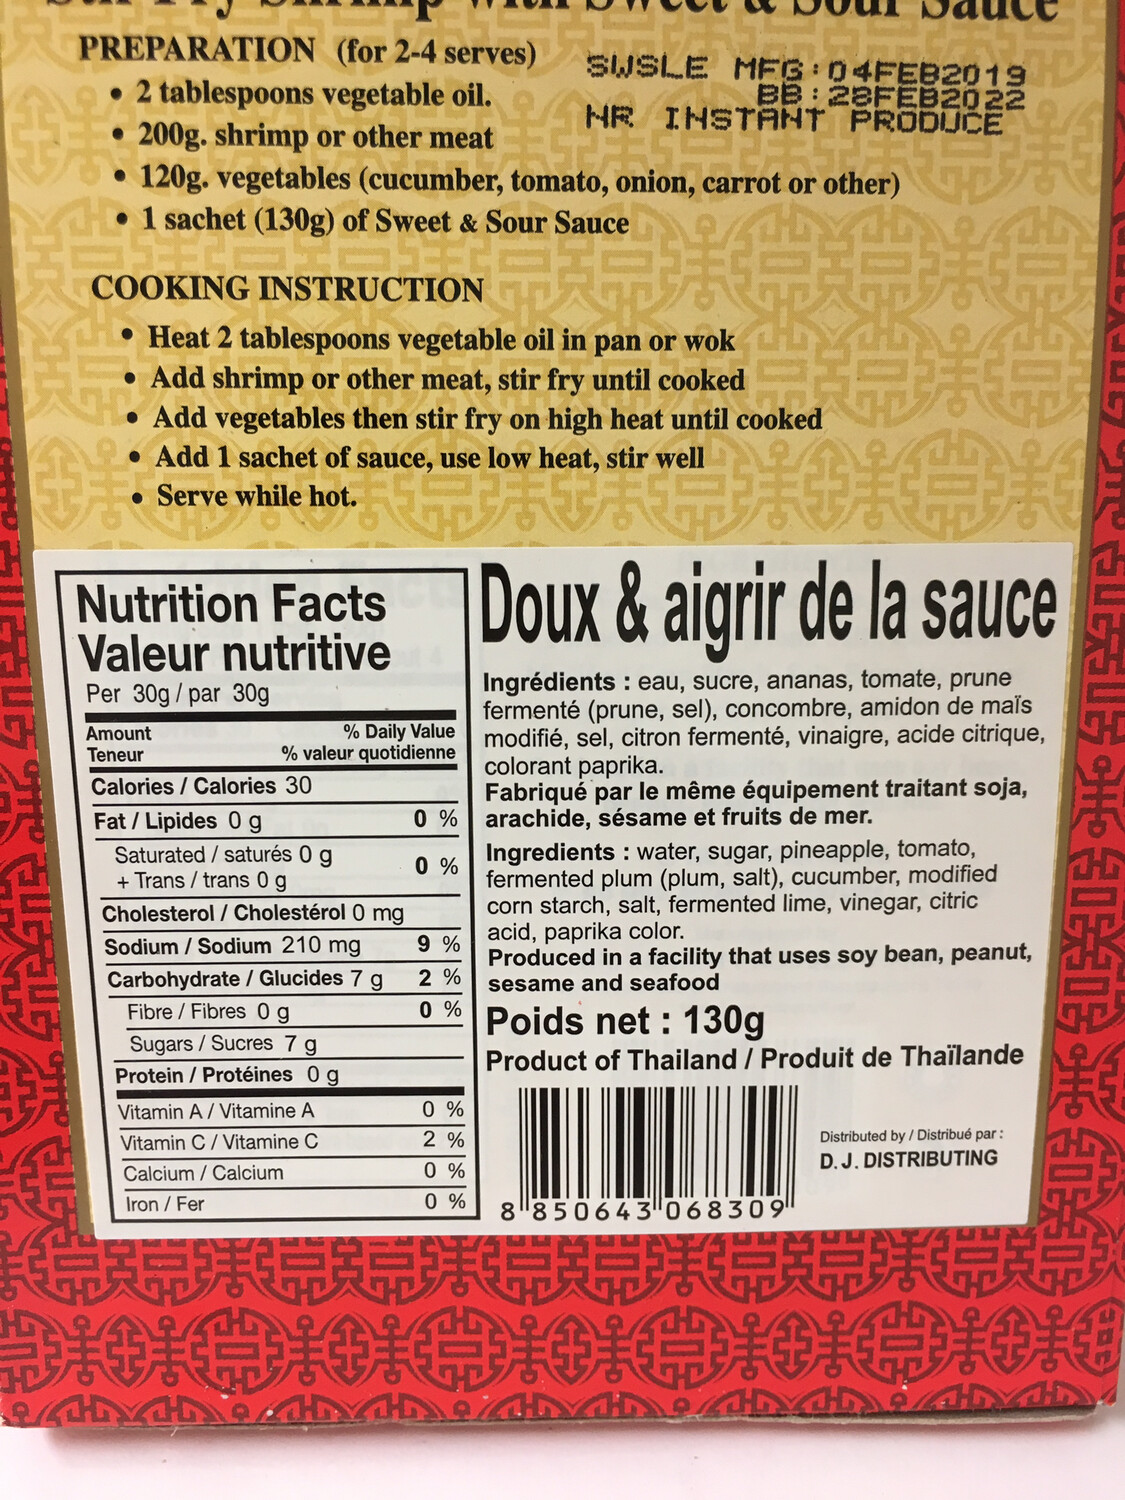 Stir Fry Shrimp with Sweet & Sour Sauce
PREPARATION (for 2-4 serves)
SWSLE MFG:04FEB2019
BB:28FEB2022
NR INSTANT PRODUCE
• 2 tablespoons vegetable oil.
• 200g. shrimp or other meat
• 120g. vegetables (cucumber, tomato, onion, carrot or other)
• 1 sachet (130g) of Sweet & Sour Sauce
COOKING INSTRUCTION
• Heat 2 tablespoons vegetable oil in pan or wok
• Add shrimp or other meat, stir fry until cooked
• Add vegetables then stir fry on high heat until cooked
• Add 1 sachet of sauce, use low heat, stir well
• Serve while hot.
Nutrition Facts
Valeur nutritive
Per 30g / par 30g
Amount % Daily Value
Teneur % valeur quotidienne
Calories / Calories 30
Fat / Lipides 0 g 0 %
Saturated / saturés 0 g
+ Trans / trans 0 g 0 %
Cholesterol / Cholestérol 0 mg
Sodium / Sodium 210 mg 9 %
Carbohydrate / Glucides 7 g 2 %
Fibre / Fibres 0 g 0 %
Sugars / Sucres 7 g
Protein / Protéines 0 g
Vitamin A / Vitamine A 0 %
Vitamin C / Vitamine C 2 %
Calcium / Calcium 0 %
Iron / Fer 0 %
Doux & aigrir de la sauce
Ingrédients : eau, sucre, ananas, tomate, prune
fermenté (prune, sel), concombre, amidon de maïs
modifié, sel, citron fermenté, vinaigre, acide citrique,
colorant paprika.
Fabriqué par le même équipement traitant soja,
arachide, sésame et fruits de mer.
Ingredients : water, sugar, pineapple, tomato,
fermented plum (plum, salt), cucumber, modified
corn starch, salt, fermented lime, vinegar, citric
acid, paprika color.
Produced in a facility that uses soy bean, peanut,
sesame and seafood
Poids net : 130g
Product of Thailand / Produit de Thaïlande
Distributed by / Distribué par :
D. J. DISTRIBUTING
8 850643 068309